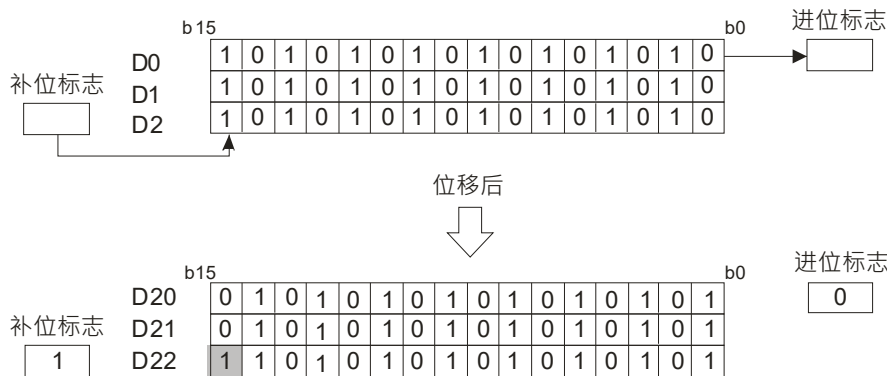 b15 b0 进位标志
D0 1 0 1 0 1 0 1 0 1 0 1 0 1 0 1 0
补位标志 D1 1 0 1 0 1 0 1 0 1 0 1 0 1 0 1 0
D2 1 0 1 0 1 0 1 0 1 0 1 0 1 0 1 0
位移后
b15 b0 进位标志
D20 0 1 0 1 0 1 0 1 0 1 0 1 0 1 0 1 0
补位标志 D21 0 1 0 1 0 1 0 1 0 1 0 1 0 1 0 1
1 D22 1 1 0 1 0 1 0 1 0 1 0 1 0 1 0 1